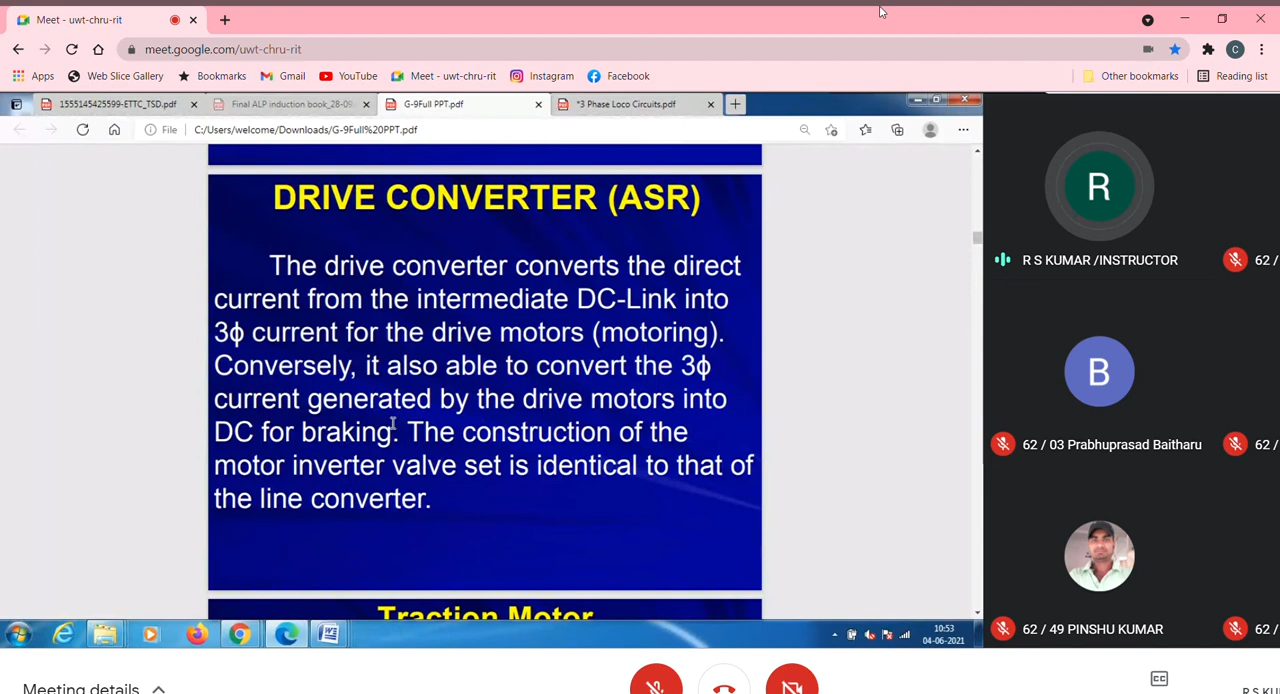 Meet - uwt-chru-rit
meet.google.com/uwt-chru-rit
C
Apps
Web Slice Gallery
Bookmarks
Gmail
YouTube
Meet - uwt-chru-rit
Instagram
Facebook
Other bookmarks
Reading list
1555145425599-ETTC_TSD.pdf
Final ALP induction book_28-09.
G-9Full PPT.pdf
*3 Phase Loco Circuits.pdf
File
C:/Users/welcome/Downloads/G-9Full%20PPT.pdf
DRIVE CONVERTER (ASR)
The drive converter converts the direct
current from the intermediate DC-Link into
3ϕ current for the drive motors (motoring).
Conversely, it also able to convert the 3ϕ
current generated by the drive motors into
DC for braking. The construction of the
motor inverter valve set is identical to that of
the line converter.
Traction Motor
10:53
04-06-2021
R
R S KUMAR /INSTRUCTOR
62 /
B
62 / 03 Prabhuprasad Baitharu
62 /
62 / 49 PINSHU KUMAR
62 /
Meeting details
CC
R S KU